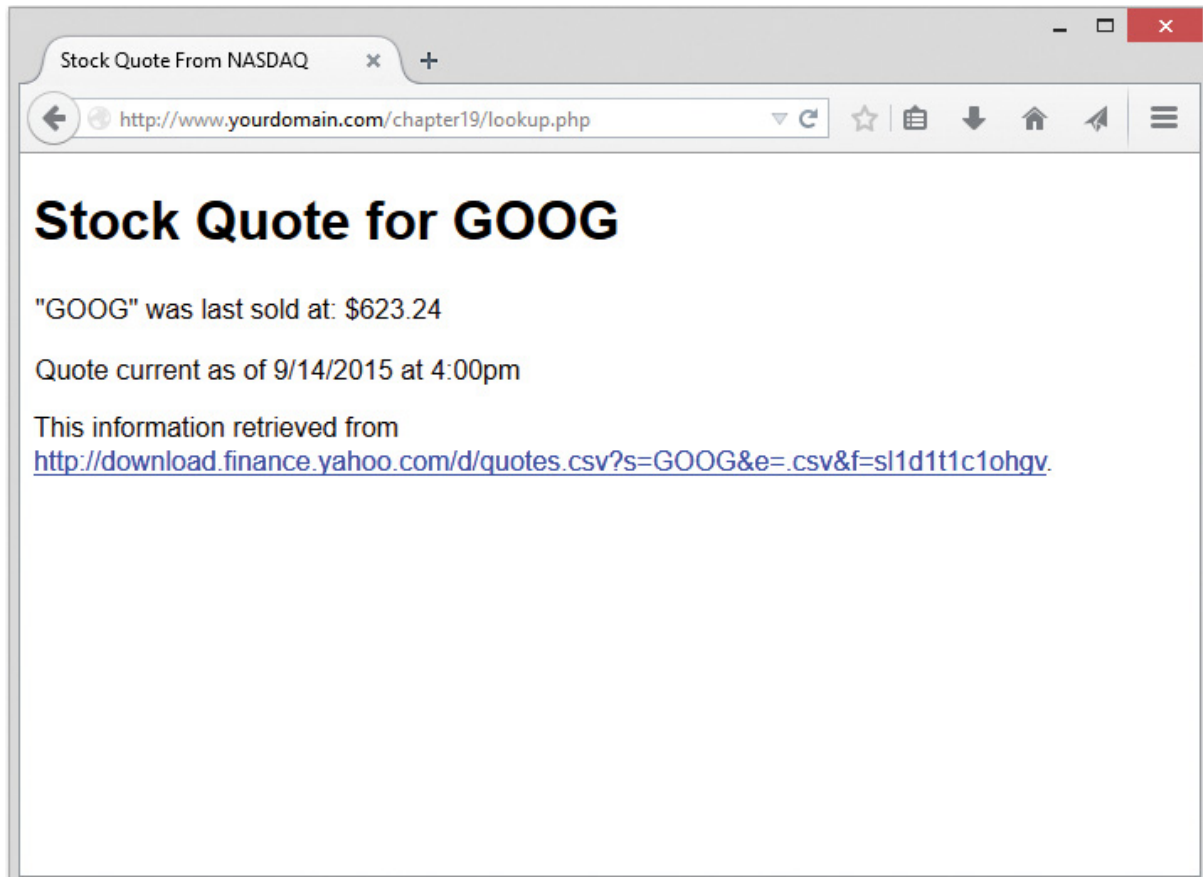 Stock Quote From NASDAQ
http://www.yourdomain.com/chapter19/lookup.php
Stock Quote for GOOG
"GOOG" was last sold at: $623.24
Quote current as of 9/14/2015 at 4:00pm
This information retrieved from
http://download.finance.yahoo.com/d/quotes.csv?s=GOOG&e=.csv&f=sl1d1t1c1ohgv.